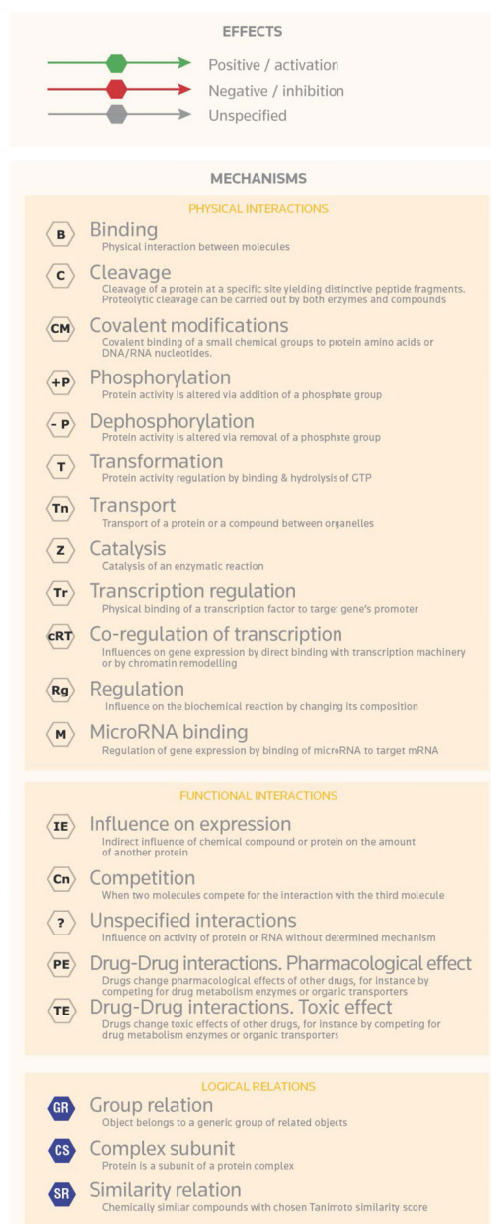 EFFECTS
Positive / activation
Negative / inhibition
Unspecified
MECHANISMS
PHYSICAL INTERACTIONS
B Binding
Physical interaction between molecules
C Cleavage
Cleavage of a protein at a specific site yielding distinctive peptide fragments.
Proteolytic cleavage can be carried out by both enzymes and compounds
CM Covalent modifications
Covalent binding of a small chemical groups to protein amino acids or
DNA/RNA nucleotides.
+P Phosphorylation
Protein activity is altered via addition of a phosphate group
- P Dephosphorylation
Protein activity is altered via removal of a phosphate group
T Transformation
Protein activity regulation by binding & hydrolysis of GTP
Tn Transport
Transport of a protein or a compound between organelles
Z Catalysis
Catalysis of an enzymatic reaction
Tr Transcription regulation
Physical binding of a transcription factor to target gene's promoter
cRT Co-regulation of transcription
Influences on gene expression by direct binding with transcription machinery
or by chromatin remodelling
Rg Regulation
Influence on the biochemical reaction by changing its composition
M MicroRNA binding
Regulation of gene expression by binding of microRNA to target mRNA
FUNCTIONAL INTERACTIONS
IE Influence on expression
Indirect influence of chemical compound or protein on the amount
of another protein
Cn Competition
When two molecules compete for the interaction with the third molecule
? Unspecified interactions
Influence on activity of protein or RNA without determined mechanism
PE Drug-Drug interactions. Pharmacological effect
Drugs change pharmacological effects of other drugs, for instance by
competing for drug metabolism enzymes or organic transporters
TE Drug-Drug interactions. Toxic effect
Drugs change toxic effects of other drugs, for instance by competing for
drug metabolism enzymes or organic transporters
LOGICAL RELATIONS
GR Group relation
Object belongs to a generic group of related objects
CS Complex subunit
Protein is a subunit of a protein complex
SR Similarity relation
Chemically similar compounds with chosen Tanimoto similarity score